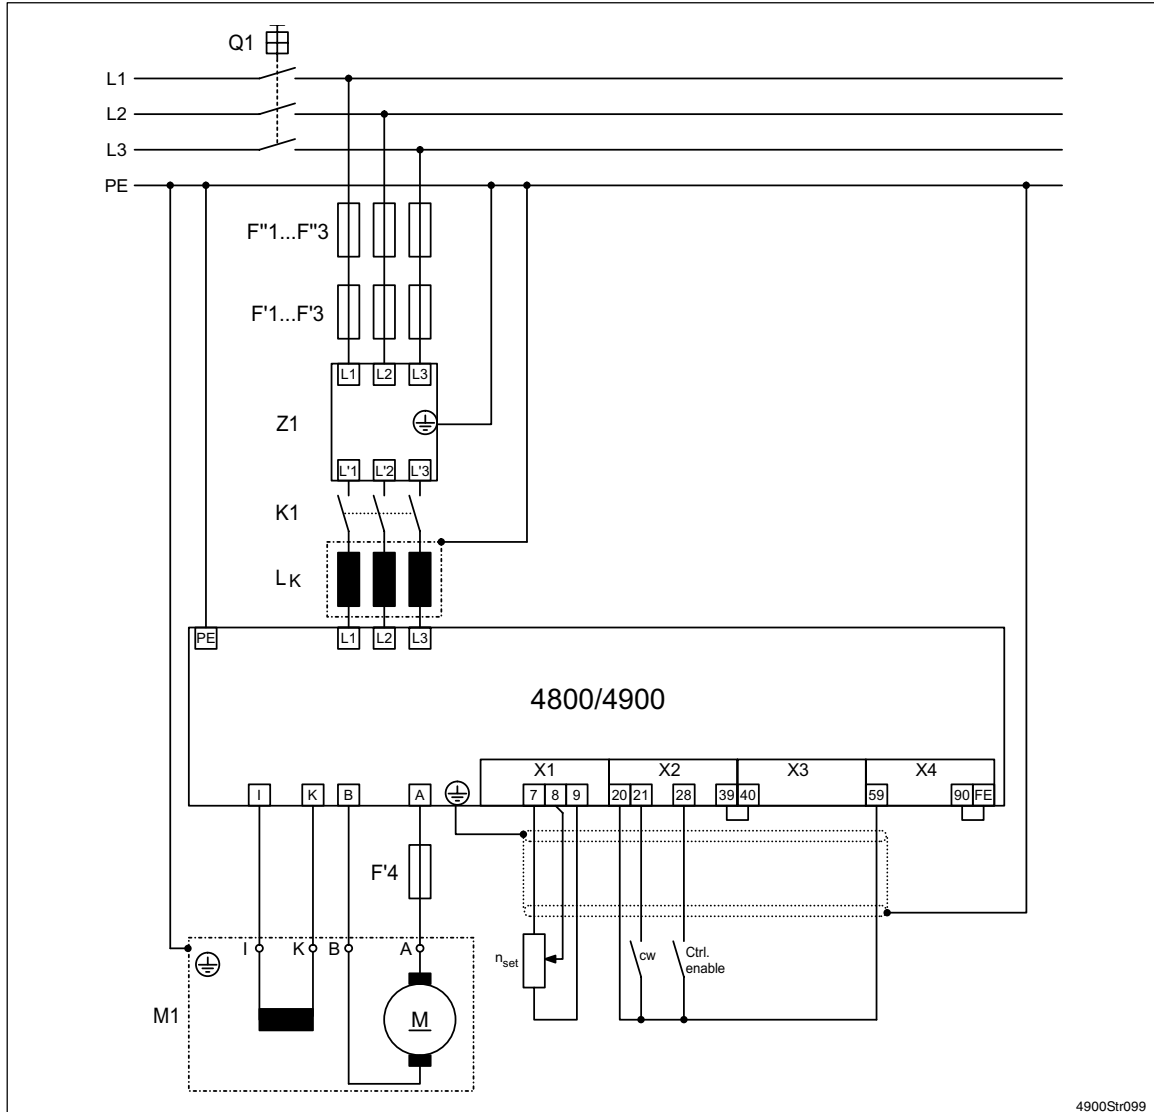 Q1
L1
L2
L3
PE
F"1...F"3
F'1...F'3
L1 L2 L3
Z1
L'1 L'2 L'3
K1
LK
PE L1 L2 L3
4800/4900
X1 X2 X3 X4
I K B A 7 8 9 20 21 28 39 40 59 90 FE
F'4
I K B A
nset
cw
Ctrl.
enable
M1
M
4900Str099